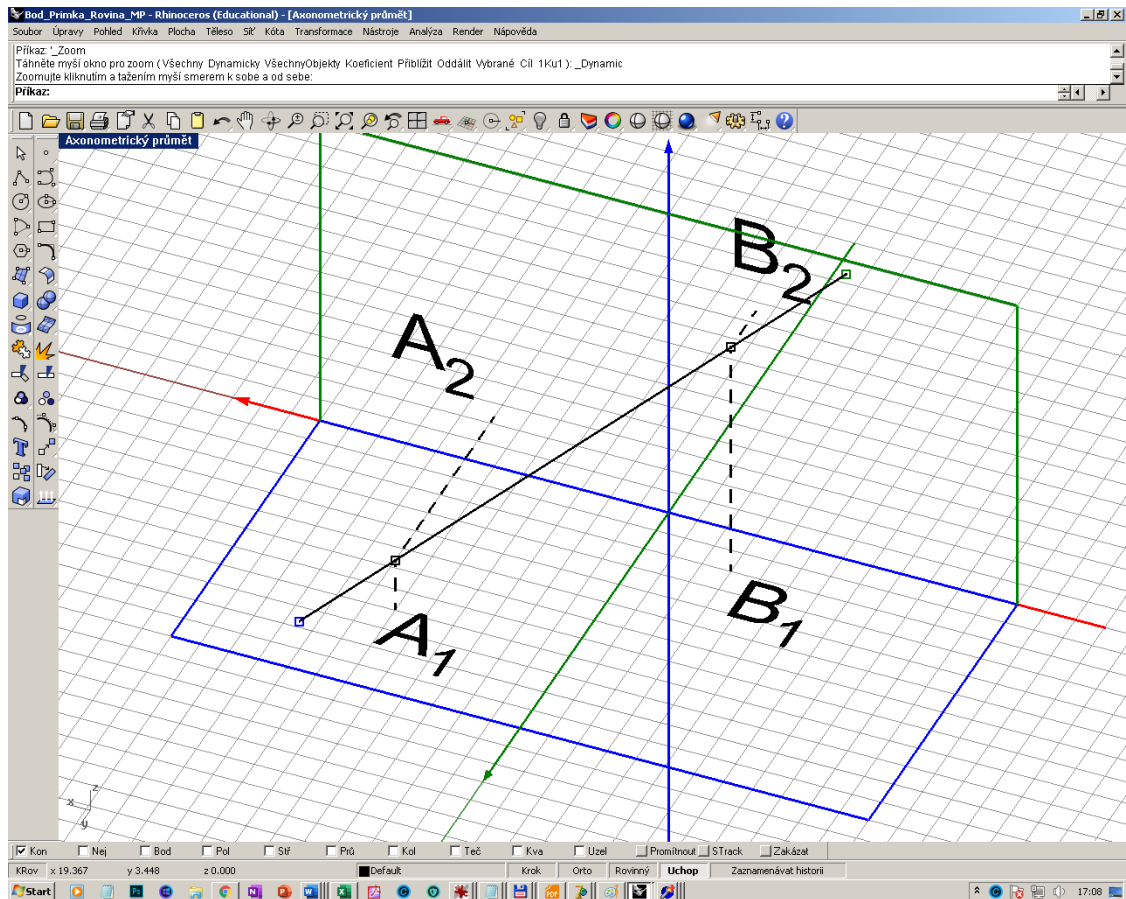 Bod_Primka_Rovina_MP - Rhinoceros (Educational) - [Axonometrický průmět]
Soubor Úpravy Pohled Křivka Plocha Těleso Síť Kóta Transformace Nástroje Analýza Render Nápověda
Příkaz: '_Zoom
Táhněte myší okno pro zoom ( Všechny Dynamicky VšechnyObjekty Koeficient Přiblížit Oddálit Vybrané Cíl 1Ku1 ): _Dynamic
Zoomujte kliknutím a tažením myší smerem k sobe a od sebe:
Příkaz:
Axonometrický průmět
B2
A2
A1
B1
z
x
y
Kon Nej Bod Pol Stř Prů Kol Teč Kva Uzel Promítnout STrack Zakázat
KRov x 19.367 y 3.448 z 0.000 Default Krok Orto Rovinný Uchop Zaznamenávat historii
Start 17:08